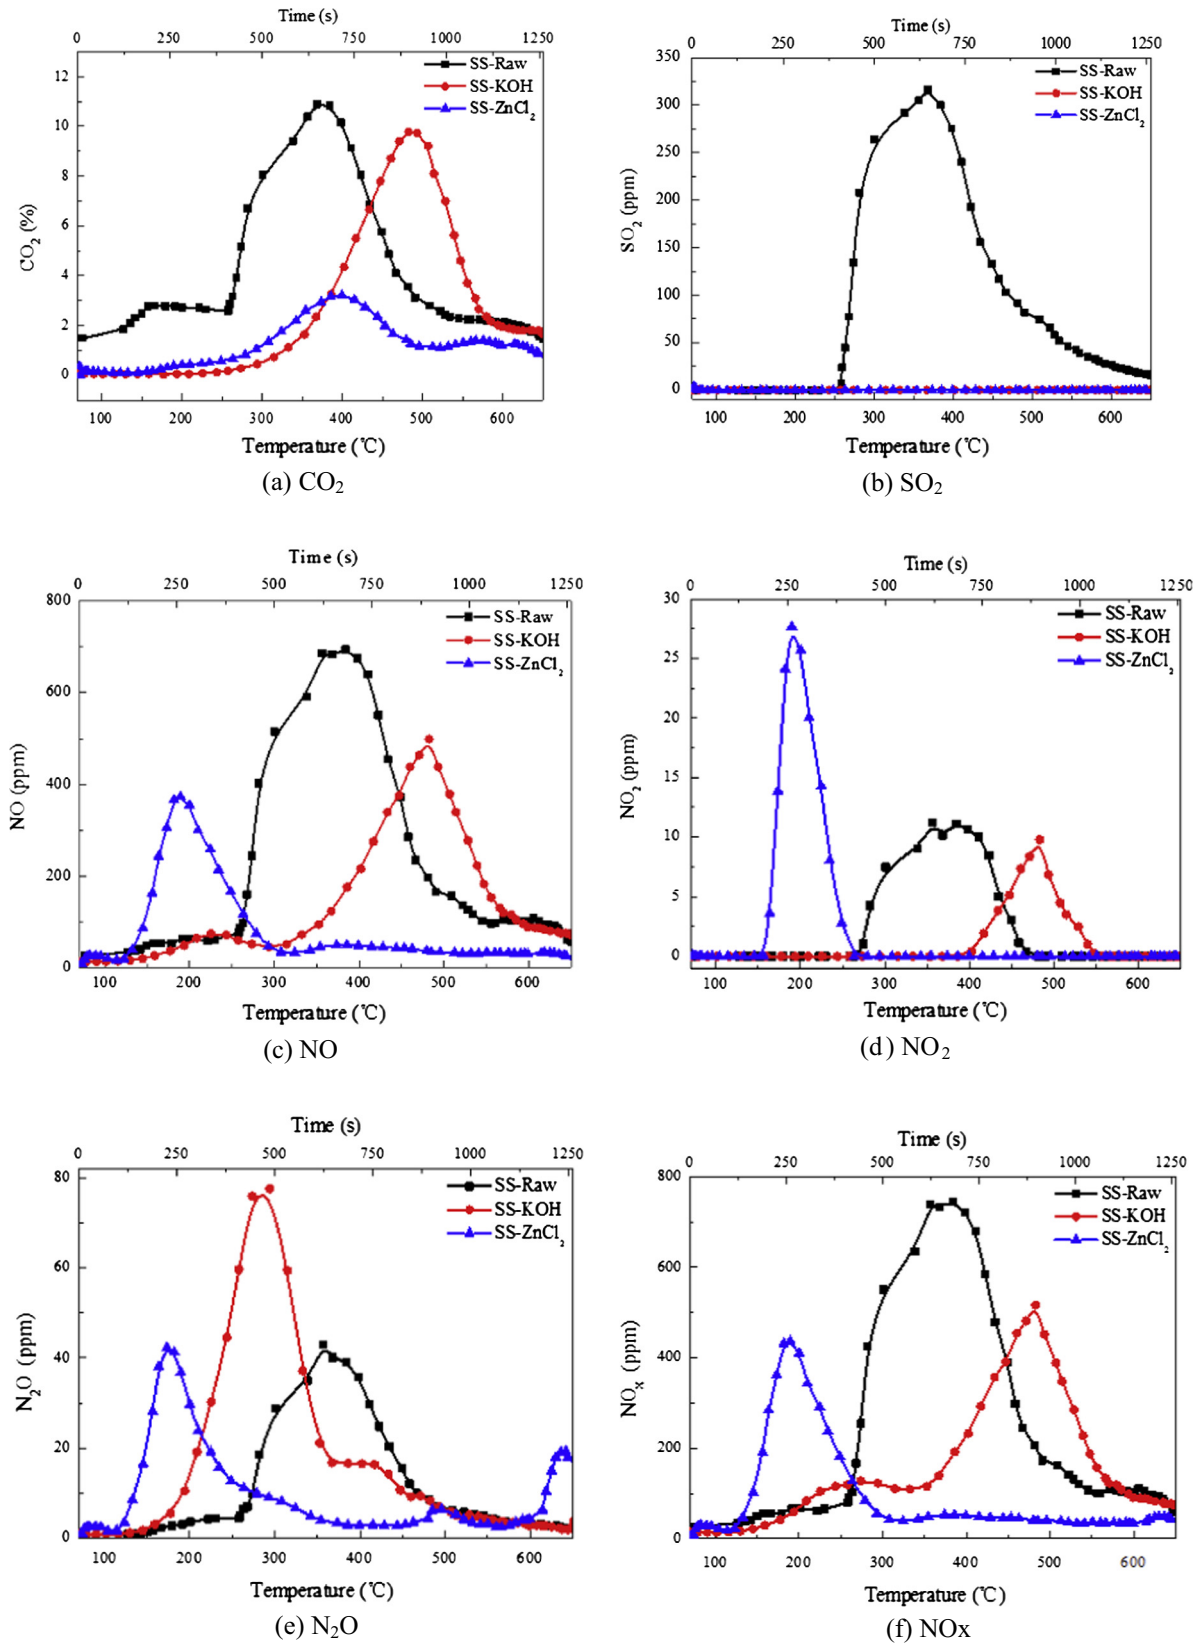 Time (s)
0 250 500 750 1000 1250
SS-Raw
SS-KOH
SS-ZnCl₂
12
10
8
6
4
2
0
CO₂ (%)
100 200 300 400 500 600
Temperature (℃)
(a) CO₂
Time (s)
0 250 500 750 1000 1250
SS-Raw
SS-KOH
SS-ZnCl₂
350
300
250
200
150
100
50
0
SO₂ (ppm)
100 200 300 400 500 600
Temperature (℃)
(b) SO₂
Time (s)
0 250 500 750 1000 1250
SS-Raw
SS-KOH
SS-ZnCl₂
800
600
400
200
0
NO (ppm)
100 200 300 400 500 600
Temperature (℃)
(c) NO
Time (s)
0 250 500 750 1000 1250
SS-Raw
SS-KOH
SS-ZnCl₂
30
25
20
15
10
5
0
NO₂ (ppm)
100 200 300 400 500 600
Temperature (℃)
(d) NO₂
Time (s)
0 250 500 750 1000 1250
SS-Raw
SS-KOH
SS-ZnCl₂
80
60
40
20
0
N₂O (ppm)
100 200 300 400 500 600
Temperature (℃)
(e) N₂O
Time (s)
0 250 500 750 1000 1250
SS-Raw
SS-KOH
SS-ZnCl₂
800
600
400
200
0
NOₓ (ppm)
100 200 300 400 500 600
Temperature (℃)
(f) NOx